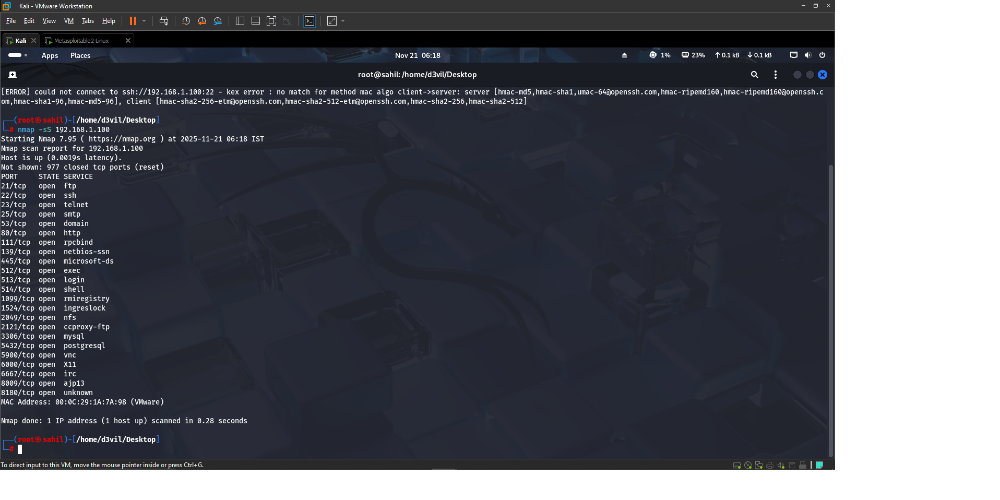 Kali - VMware Workstation
File Edit View VM Tabs Help
Kali Metasploitable2-Linux
Apps Places Nov 21 06:18 1% 23% 0.1 kB 0.1 kB
root@sahil: /home/d3vil/Desktop
[ERROR] could not connect to ssh://192.168.1.100:22 - kex error : no match for method mac algo client->server: server [hmac-md5,hmac-sha1,umac-64@openssh.com,hmac-ripemd160,hmac-ripemd160@openssh.c
om,hmac-sha1-96,hmac-md5-96], client [hmac-sha2-256-etm@openssh.com,hmac-sha2-512-etm@openssh.com,hmac-sha2-256,hmac-sha2-512]
┌──(root㉿sahil)-[/home/d3vil/Desktop]
└─# nmap -sS 192.168.1.100
Starting Nmap 7.95 ( https://nmap.org ) at 2025-11-21 06:18 IST
Nmap scan report for 192.168.1.100
Host is up (0.0019s latency).
Not shown: 977 closed tcp ports (reset)
PORT STATE SERVICE
21/tcp open ftp
22/tcp open ssh
23/tcp open telnet
25/tcp open smtp
53/tcp open domain
80/tcp open http
111/tcp open rpcbind
139/tcp open netbios-ssn
445/tcp open microsoft-ds
512/tcp open exec
513/tcp open login
514/tcp open shell
1099/tcp open rmiregistry
1524/tcp open ingreslock
2049/tcp open nfs
2121/tcp open ccproxy-ftp
3306/tcp open mysql
5432/tcp open postgresql
5900/tcp open vnc
6000/tcp open X11
6667/tcp open irc
8009/tcp open ajp13
8180/tcp open unknown
MAC Address: 00:0C:29:1A:7A:98 (VMware)
Nmap done: 1 IP address (1 host up) scanned in 0.28 seconds
┌──(root㉿sahil)-[/home/d3vil/Desktop]
└─#
To direct input to this VM, move the mouse pointer inside or press Ctrl+G.